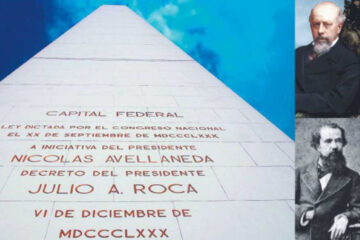 CAPITAL FEDERAL
LEY DICTADA POR EL CONGRESO NACIONAL
EL XX DE SEPTIEMBRE DE MDCCCLXXX
A INICIATIVA DEL PRESIDENTE
NICOLAS AVELLANEDA
DECRETO DEL PRESIDENTE
JULIO A. ROCA
VI DE DICIEMBRE DE
MDCCCLXXX